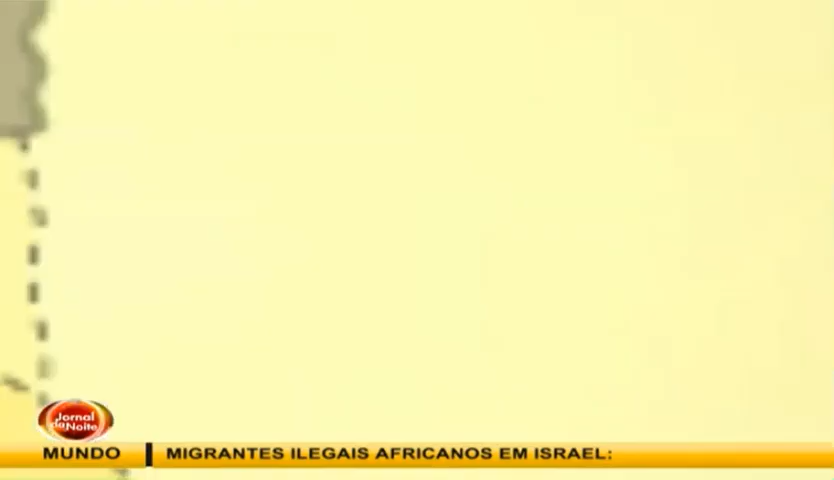 Jornal
da Noite
MUNDO
MIGRANTES ILEGAIS AFRICANOS EM ISRAEL: